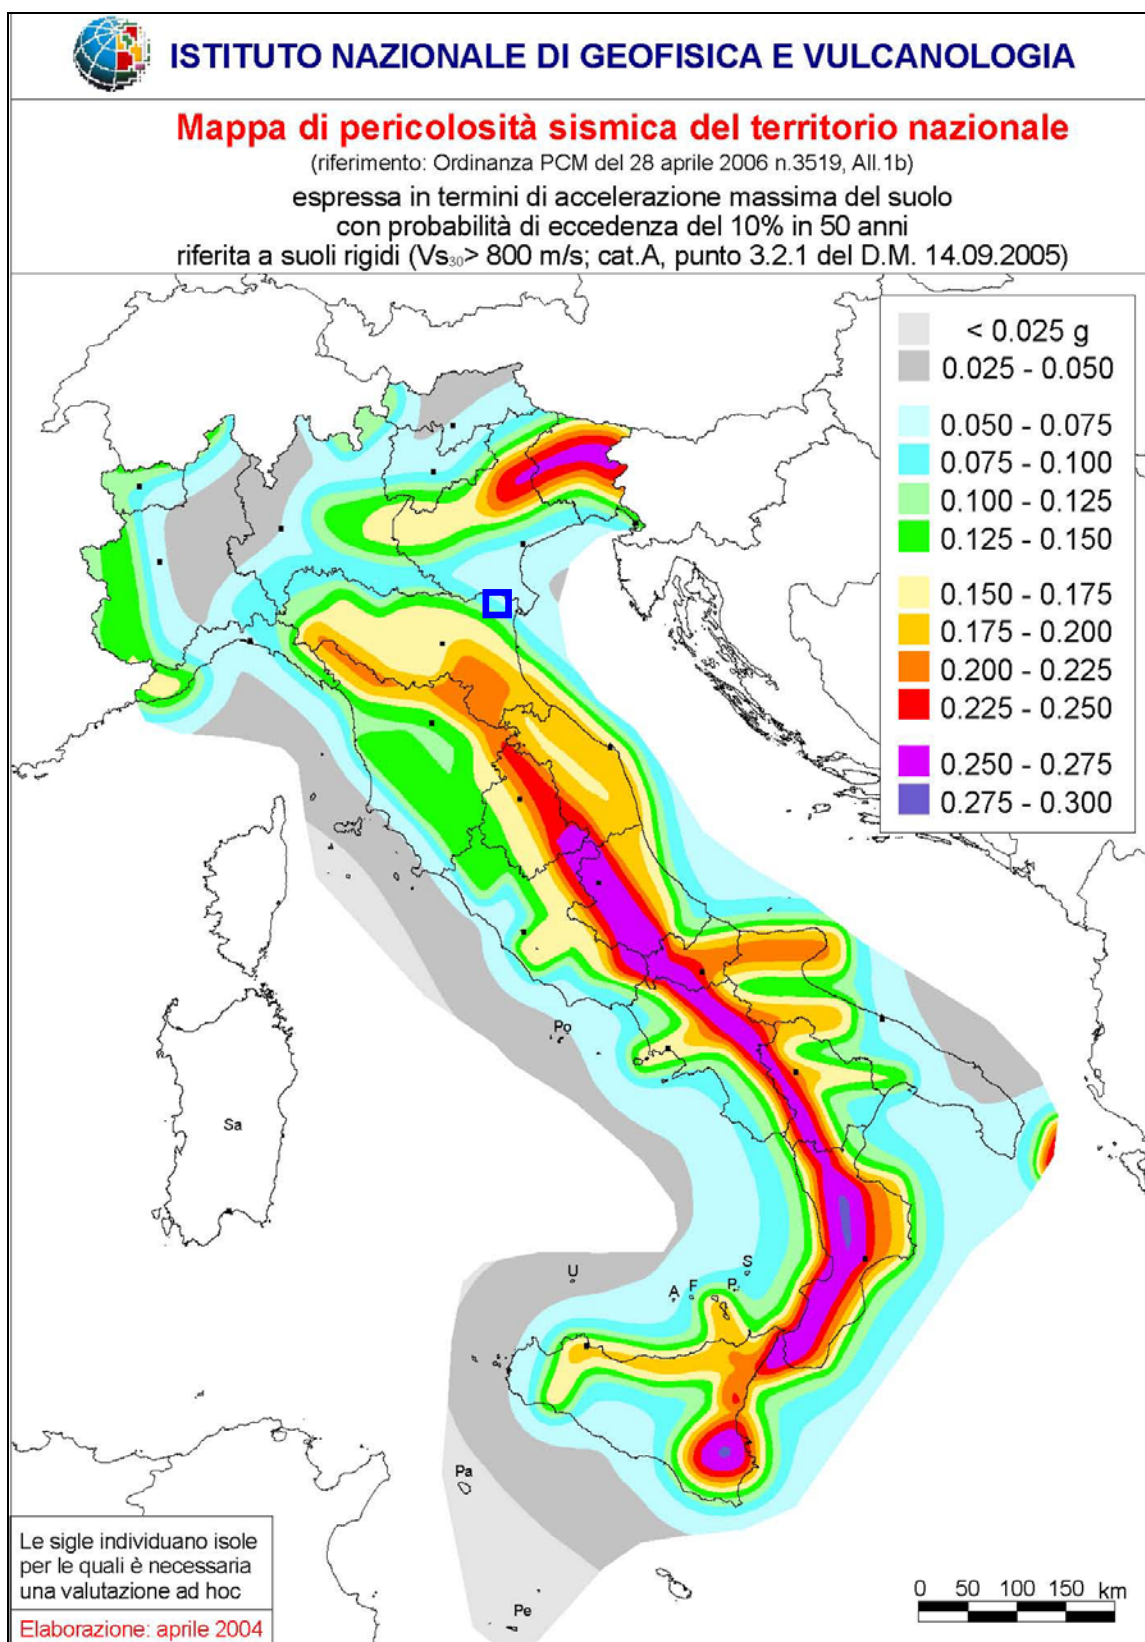 ISTITUTO NAZIONALE DI GEOFISICA E VULCANOLOGIA
Mappa di pericolosità sismica del territorio nazionale
(riferimento: Ordinanza PCM del 28 aprile 2006 n.3519, All.1b)
espressa in termini di accelerazione massima del suolo
con probabilità di eccedenza del 10% in 50 anni
riferita a suoli rigidi (Vs30> 800 m/s; cat.A, punto 3.2.1 del D.M. 14.09.2005)
< 0.025 g
0.025 - 0.050
0.050 - 0.075
0.075 - 0.100
0.100 - 0.125
0.125 - 0.150
0.150 - 0.175
0.175 - 0.200
0.200 - 0.225
0.225 - 0.250
0.250 - 0.275
0.275 - 0.300
Po
Sa
U
S
A
F
P
Pa
Pe
Le sigle individuano isole
per le quali è necessaria
una valutazione ad hoc
Elaborazione: aprile 2004
0 50 100 150 km